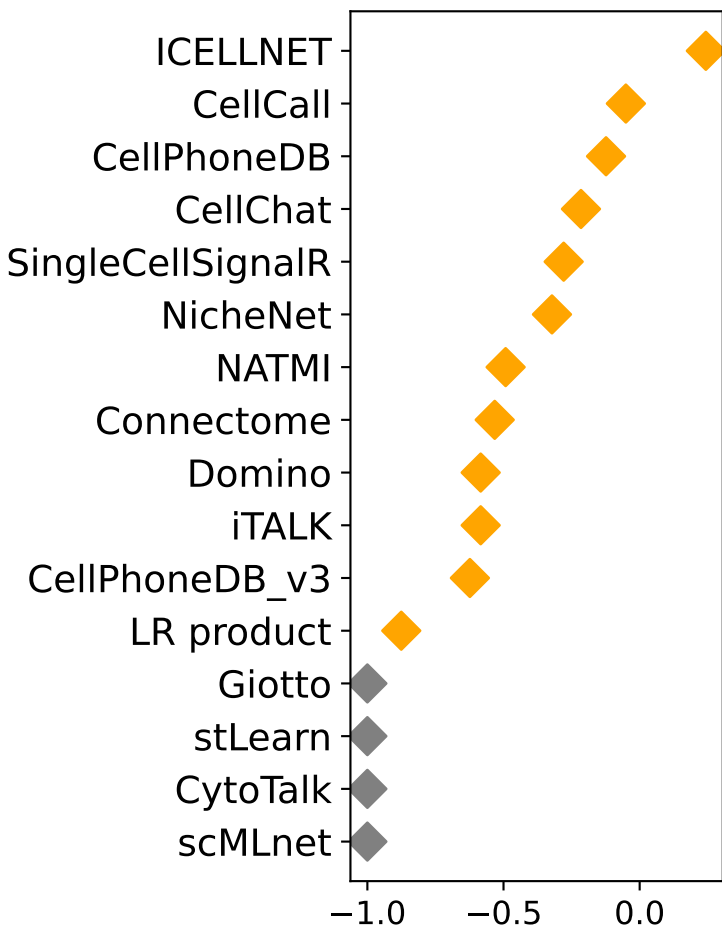 ICELLNET
CellCall
CellPhoneDB
CellChat
SingleCellSignalR
NicheNet
NATMI
Connectome
Domino
iTALK
CellPhoneDB_v3
LR product
Giotto
stLearn
CytoTalk
scMLnet
−1.0 −0.5 0.0